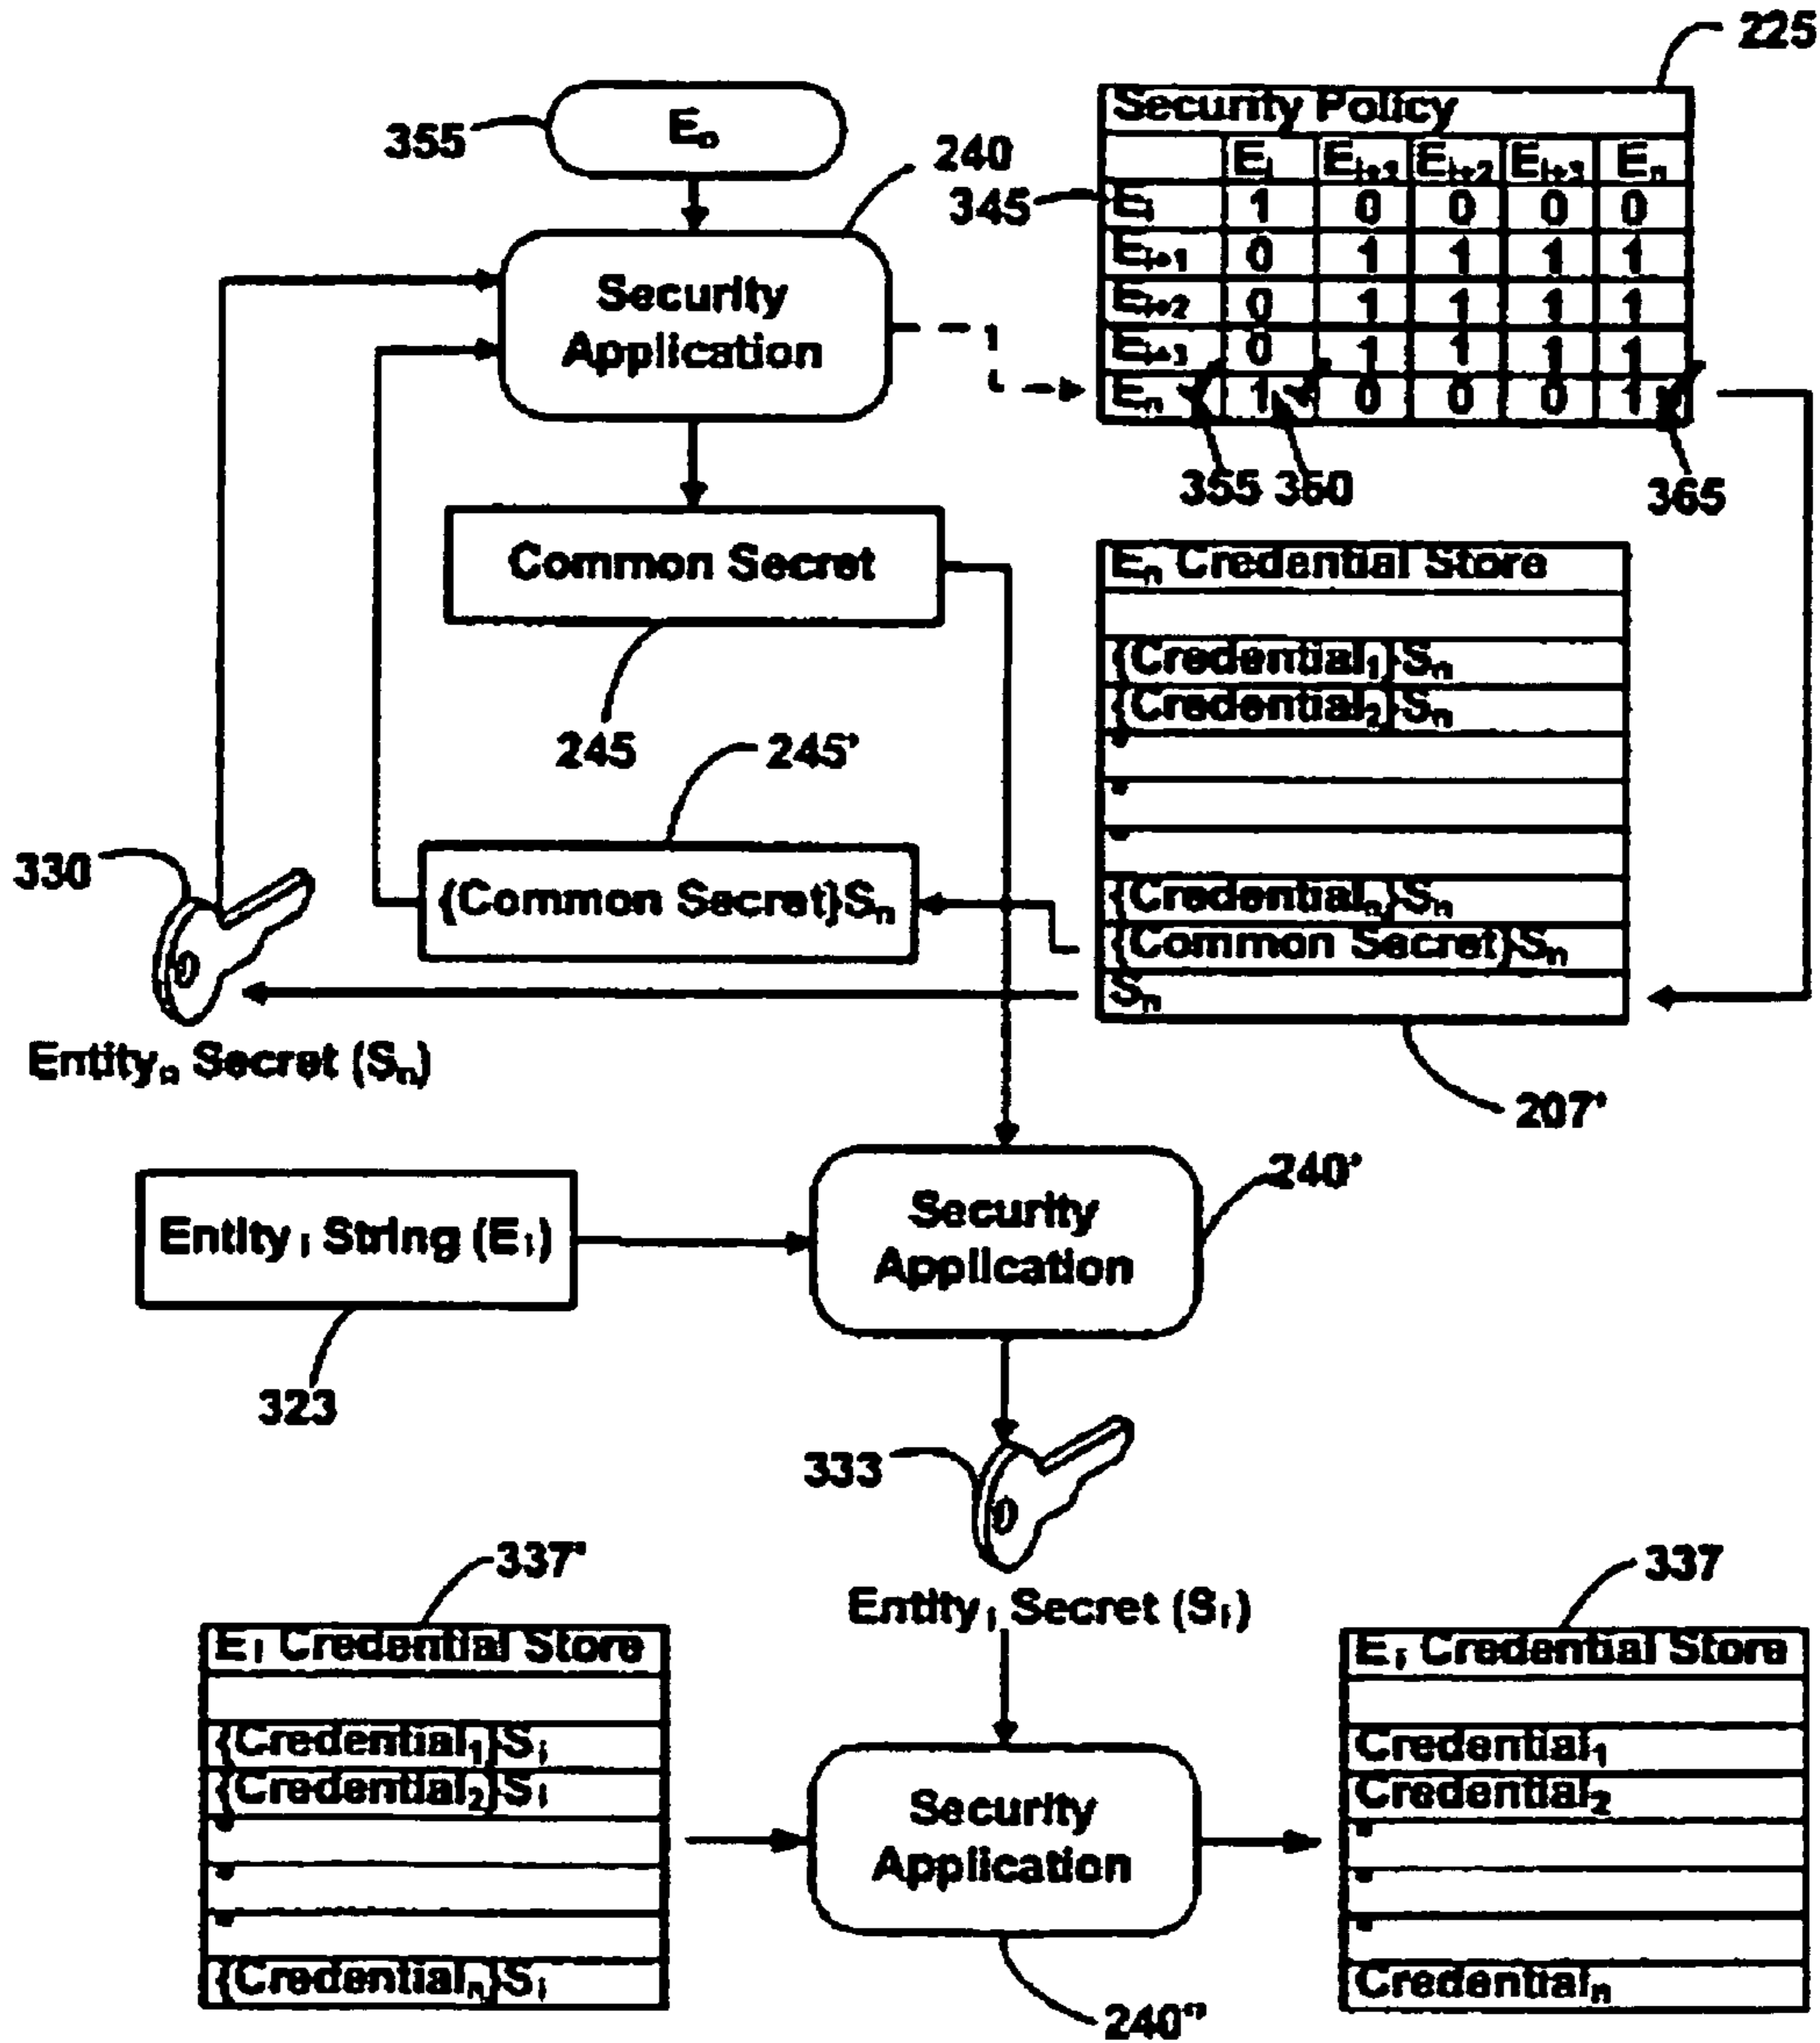 225
355
Eₙ
240
Security Policy
Eᵢ Eᵢ₊₁ Eᵢ₊₂ Eᵢ₊₃ Eₙ
345
Eᵢ 1 0 0 0 0
Eᵢ₊₁ 0 1 1 1 1
Eᵢ₊₂ 0 1 1 1 1
Eᵢ₊₃ 0 1 1 1 1
Eₙ 1 0 0 0 1
355 350 365
Security
Application
Common Secret
245
Eₙ Credential Store
{Credential₁}Sₙ
{Credential₂}Sₙ
{Credentialₙ}Sₙ
{Common Secret}Sₙ
Sₙ
207'
245'
{Common Secret}Sₙ
330
Entityₙ Secret (Sₙ)
240'
Security
Application
Entity ᵢ String (Eᵢ)
323
333
Entity ᵢ Secret (Sᵢ)
337'
Eᵢ Credential Store
{Credential₁}Sᵢ
{Credential₂}Sᵢ
{Credentialₙ}Sᵢ
Security
Application
240"
337
Eᵢ Credential Store
Credential₁
Credential₂
Credentialₙ